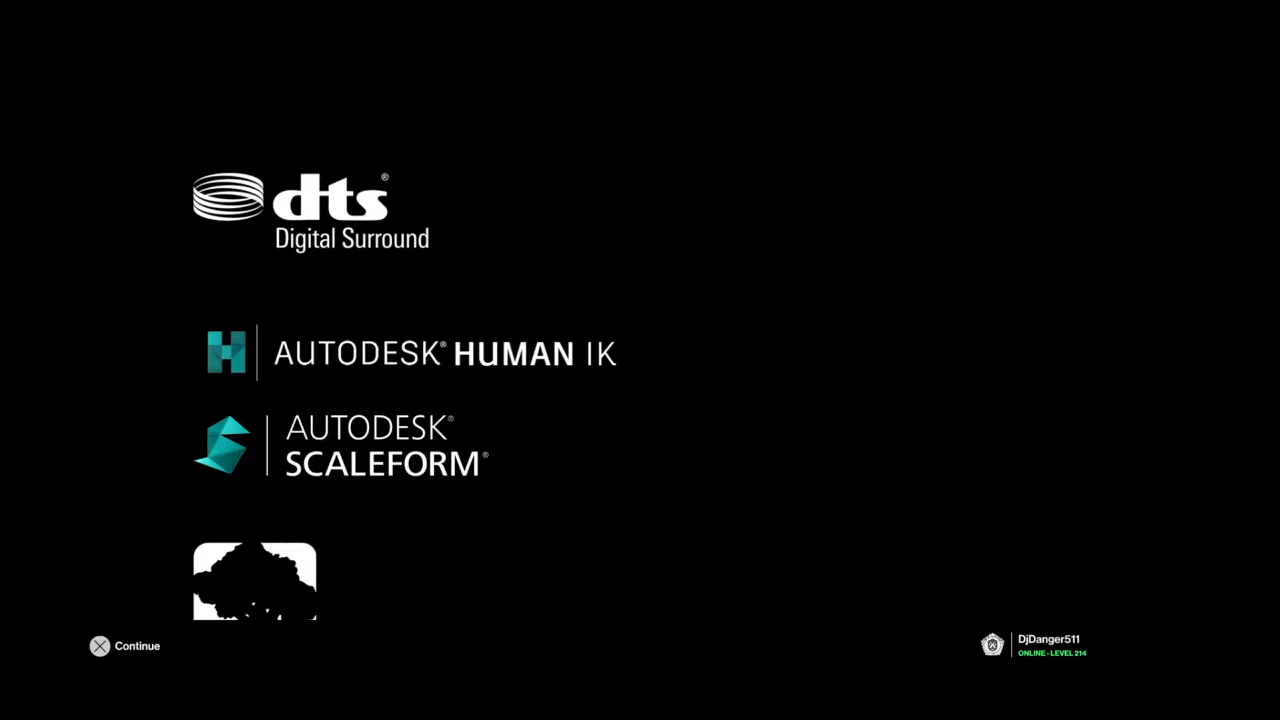 dts®
Digital Surround
AUTODESK® HUMAN IK
AUTODESK®
SCALEFORM®
Continue
DjDanger511
ONLINE - LEVEL 214